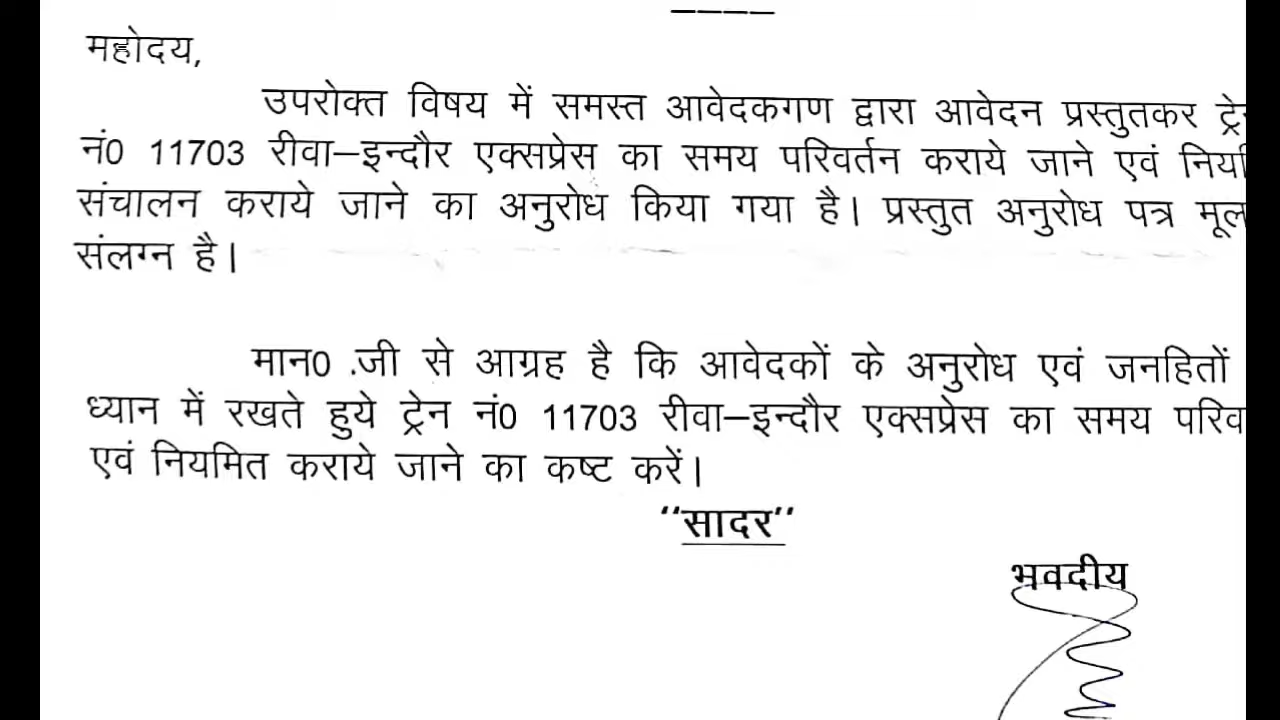 महोदय,
उपरोक्त विषय में समस्त आवेदकगण द्वारा आवेदन प्रस्तुतकर
नं0 11703 रीवा–इन्दौर एक्सप्रेस का समय परिवर्तन कराये जाने एवं
संचालन कराये जाने का अनुरोध किया गया है। प्रस्तुत अनुरोध पत्र मूल
संलग्न है।
मान0 .जी से आग्रह है कि आवेदकों के अनुरोध एवं जनहितों
ध्यान में रखते हुये ट्रेन नं0 11703 रीवा–इन्दौर एक्सप्रेस का समय
एवं नियमित कराये जाने का कष्ट करें।
"सादर"
भवदीय